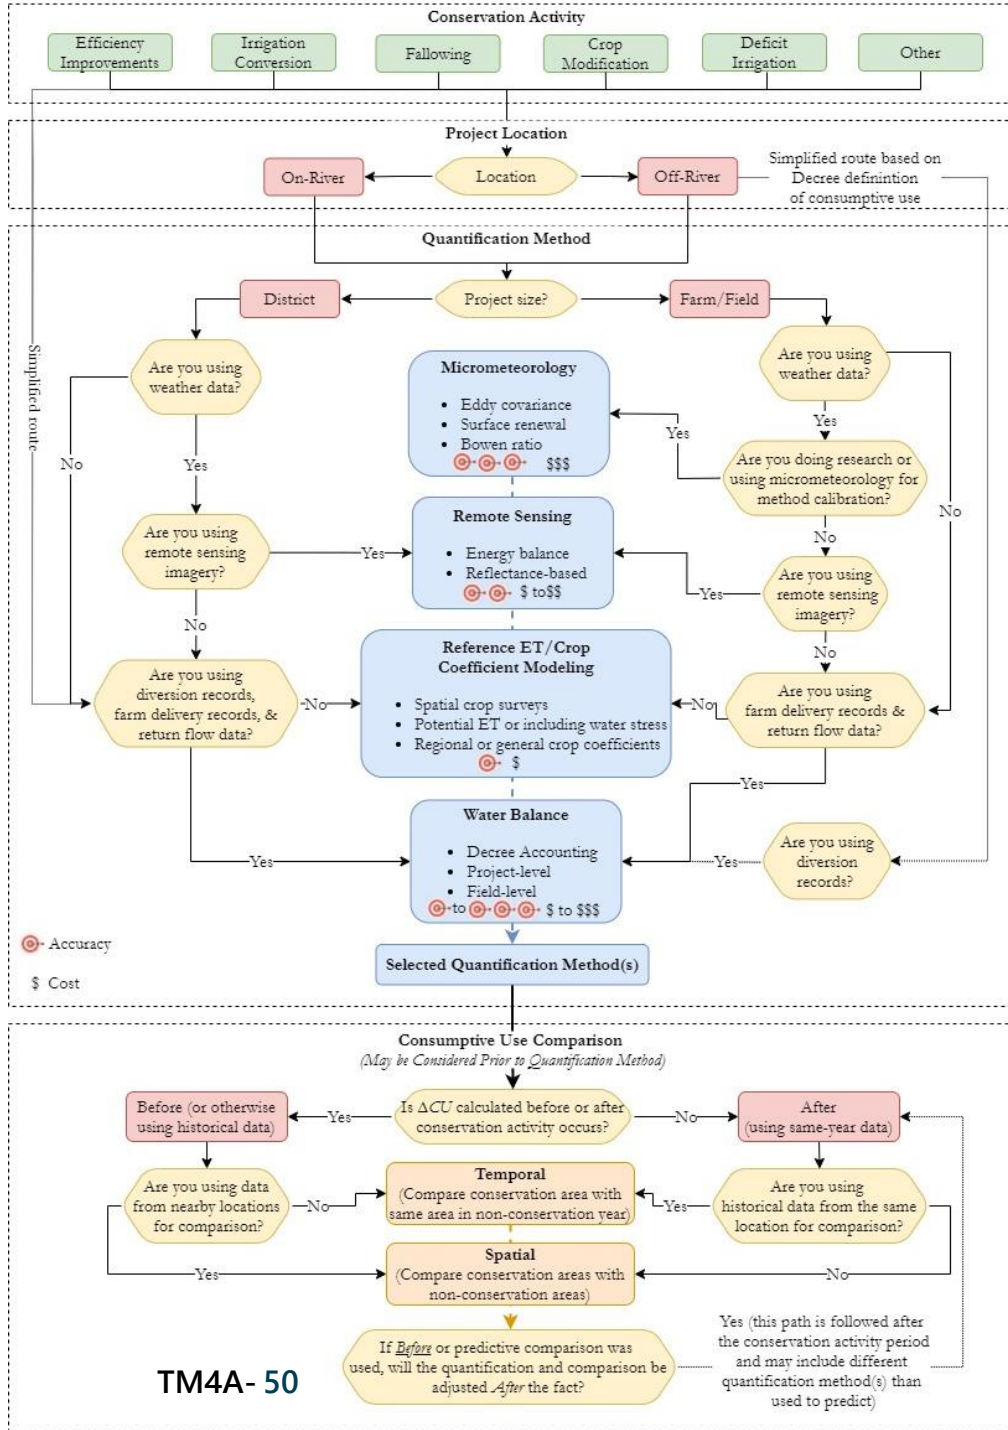 Conservation Activity
Efficiency
Improvements
Irrigation
Conversion
Fallowing
Crop
Modification
Deficit
Irrigation
Other
Project Location
On-River
Location
Off-River
Simplified route based on
Decree definintion
of consumptive use
Quantification Method
District
Project size?
Farm/Field
Simplified route
Are you using
weather data?
No
Yes
Are you using
remote sensing
imagery?
Yes
No
Are you using
diversion records,
farm delivery records, &
return flow data?
No
Yes
Micrometeorology
• Eddy covariance
• Surface renewal
• Bowen ratio
$$$
Remote Sensing
• Energy balance
• Reflectance-based
$ to$$
Reference ET/Crop
Coefficient Modeling
• Spatial crop surveys
• Potential ET or including water stress
• Regional or general crop coefficients
$
Water Balance
• Decree Accounting
• Project-level
• Field-level
to $ to $$$
Are you using
weather data?
Yes
No
Are you doing research or
using micrometeorology for
method calibration?
Yes
No
Are you using
remote sensing
imagery?
Yes
No
Are you using
farm delivery records &
return flow data?
No
Yes
Are you using
diversion
records?
Yes
Accuracy
$ Cost
Selected Quantification Method(s)
Consumptive Use Comparison
(May be Considered Prior to Quantification Method)
Is ΔCU calculated before or after
conservation activity occurs?
Yes
No
Before (or otherwise
using historical data)
After
(using same-year data)
Are you using data
from nearby locations
for comparison?
No
Yes
Temporal
(Compare conservation area with
same area in non-conservation year)
Spatial
(Compare conservation areas with
non-conservation areas)
Are you using
historical data from the same
location for comparison?
Yes
No
If Before or predictive comparison was
used, will the quantification and comparison be
adjusted After the fact?
Yes (this path is followed after
the conservation activity period
and may include different
quantification method(s) than
used to predict)
TM4A- 50